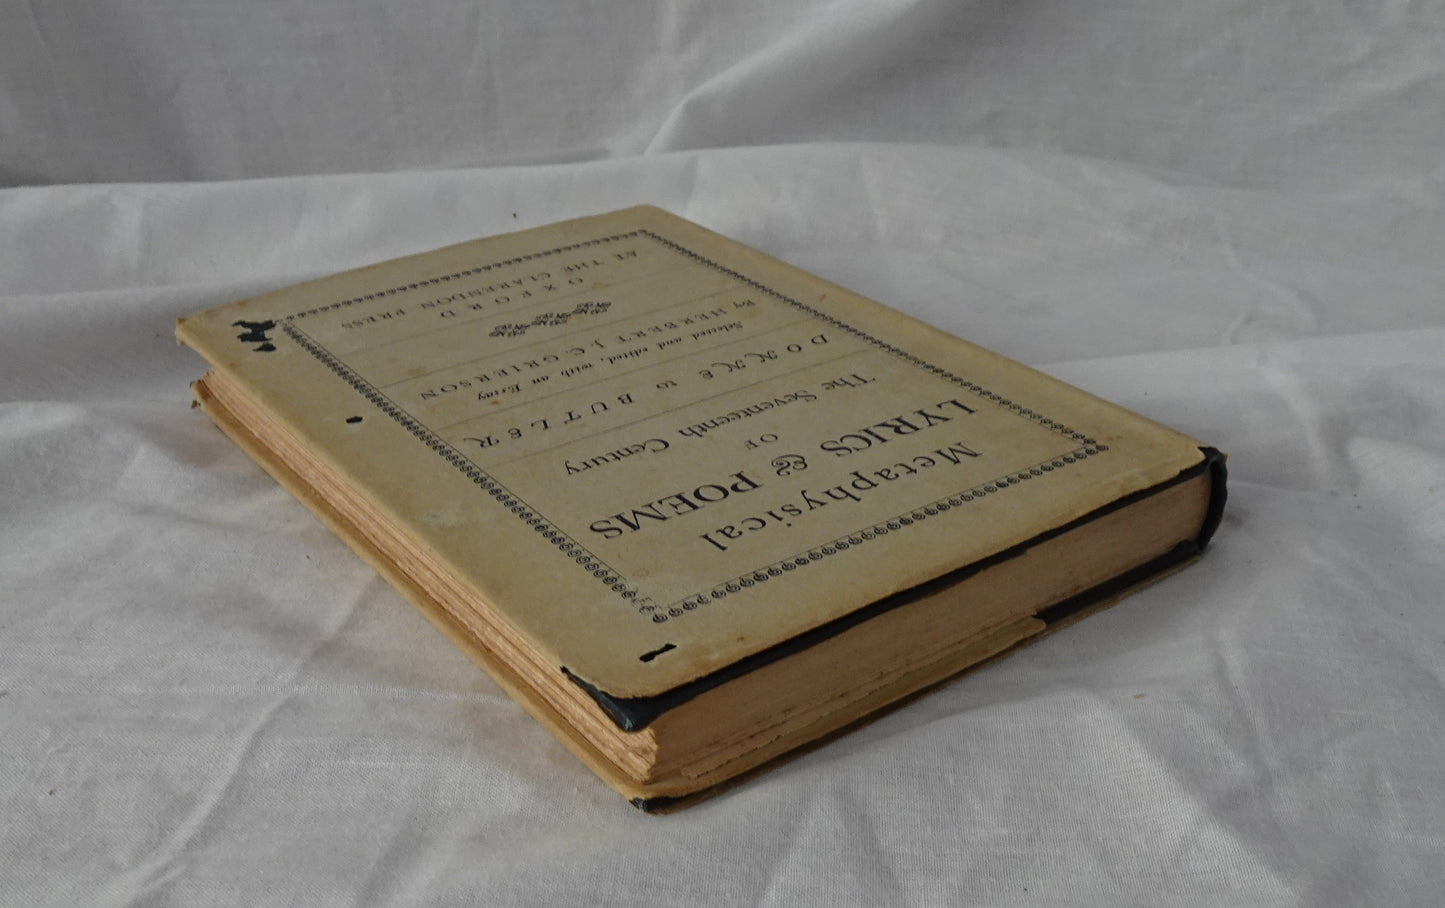 Metaphysical
LYRICS & POEMS
OF
The Seventeenth Century
DONNE to BUTLER
Selected and edited, with an Essay
By HERBERT J. C. GRIERSON
OXFORD
AT THE CLARENDON PRESS